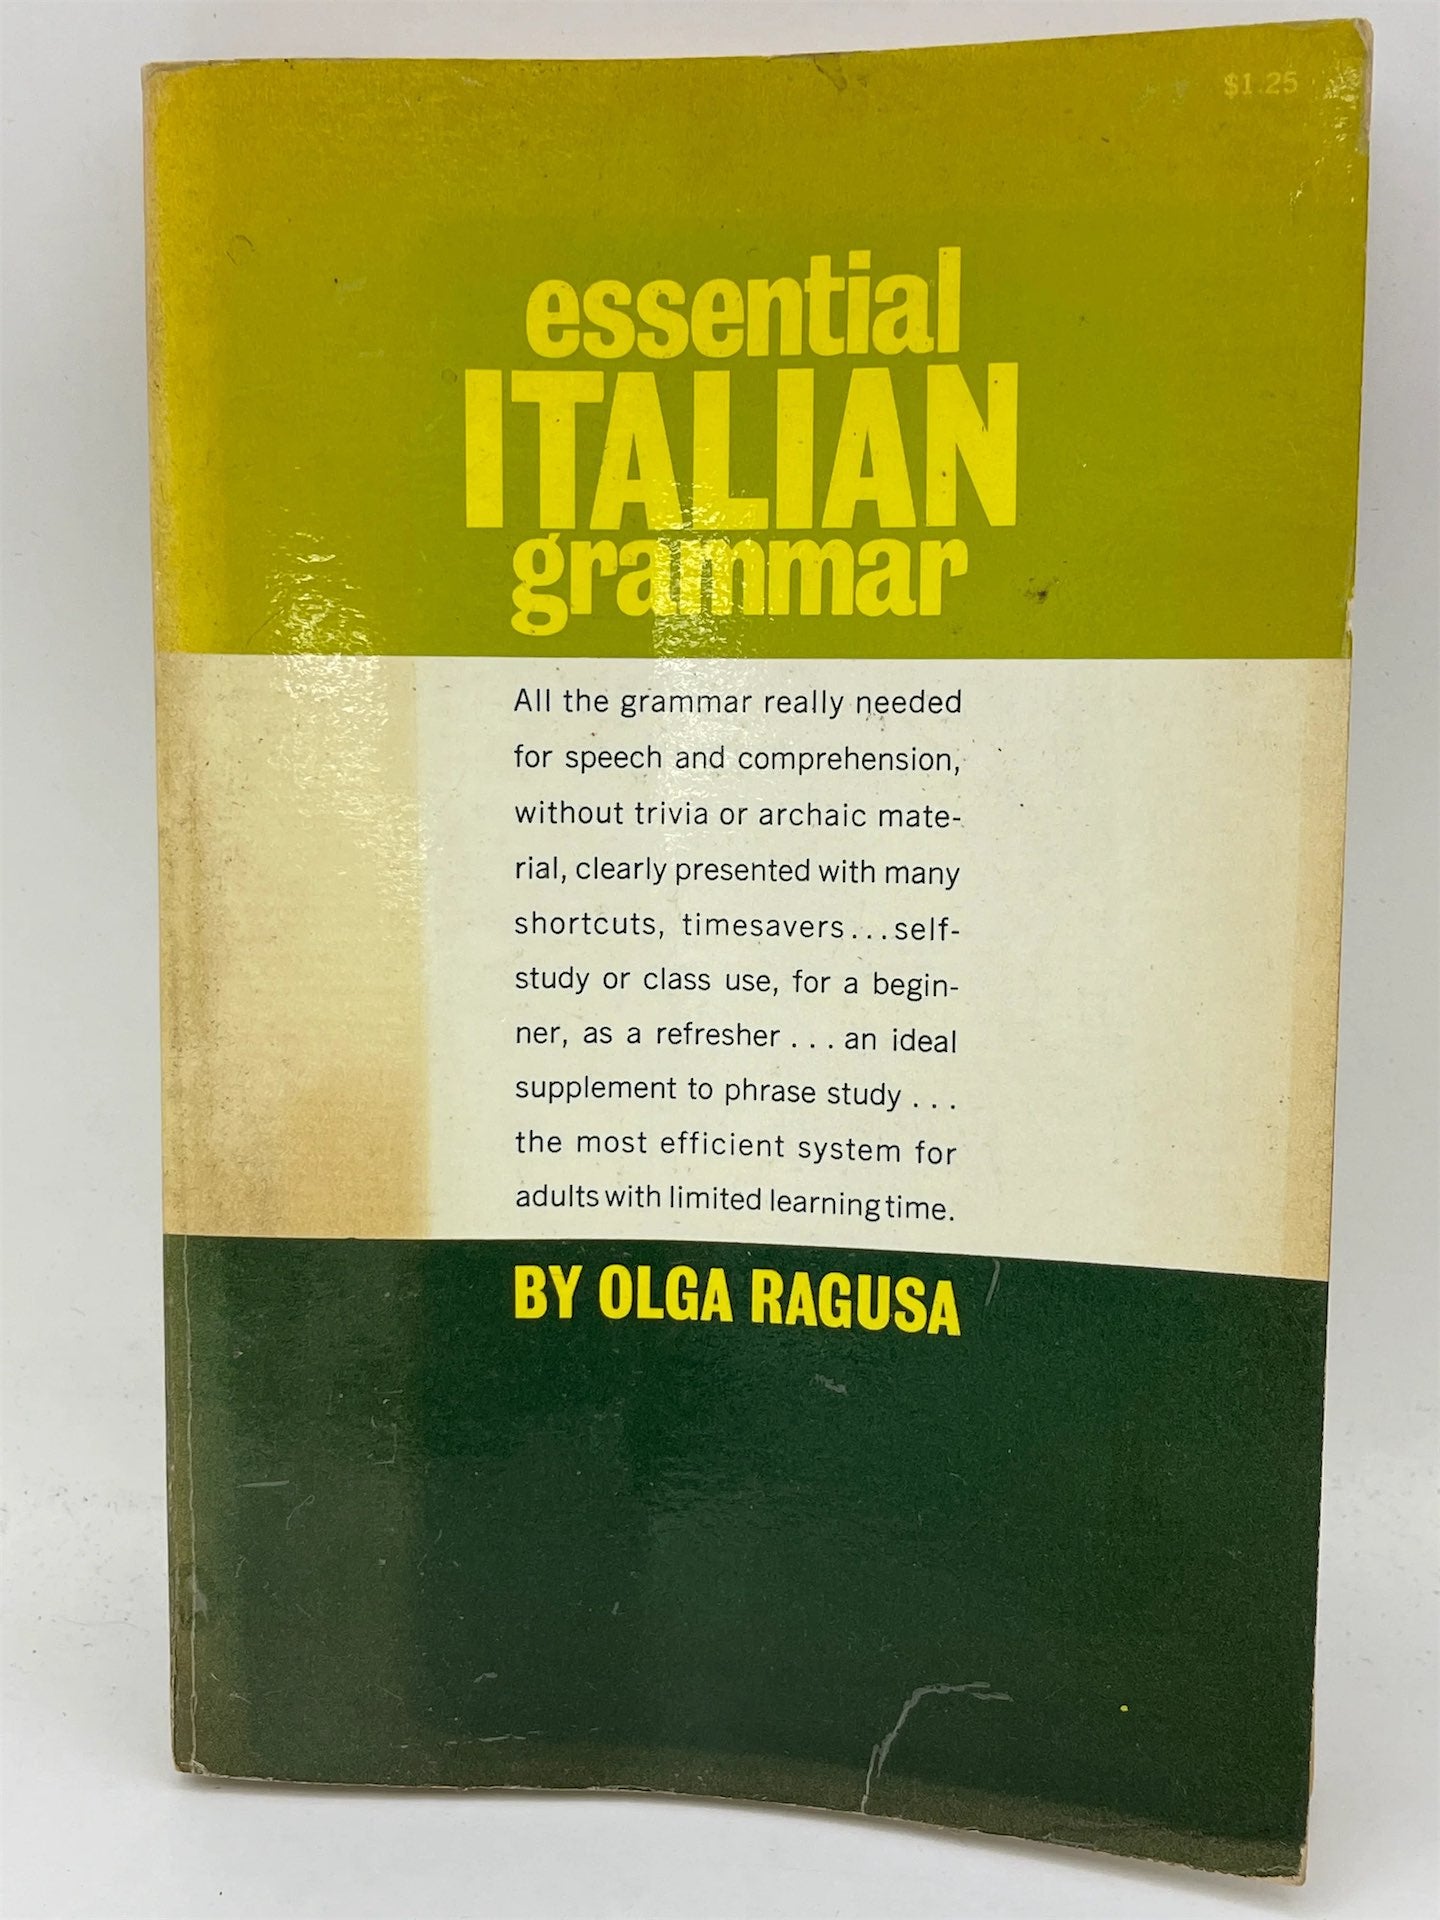 $1.25
essential
ITALIAN
grammar
All the grammar really needed
for speech and comprehension,
without trivia or archaic mate-
rial, clearly presented with many
shortcuts, timesavers...self-
study or class use, for a begin-
ner, as a refresher . . . an ideal
supplement to phrase study . . .
the most efficient system for
adults with limited learning time.
BY OLGA RAGUSA